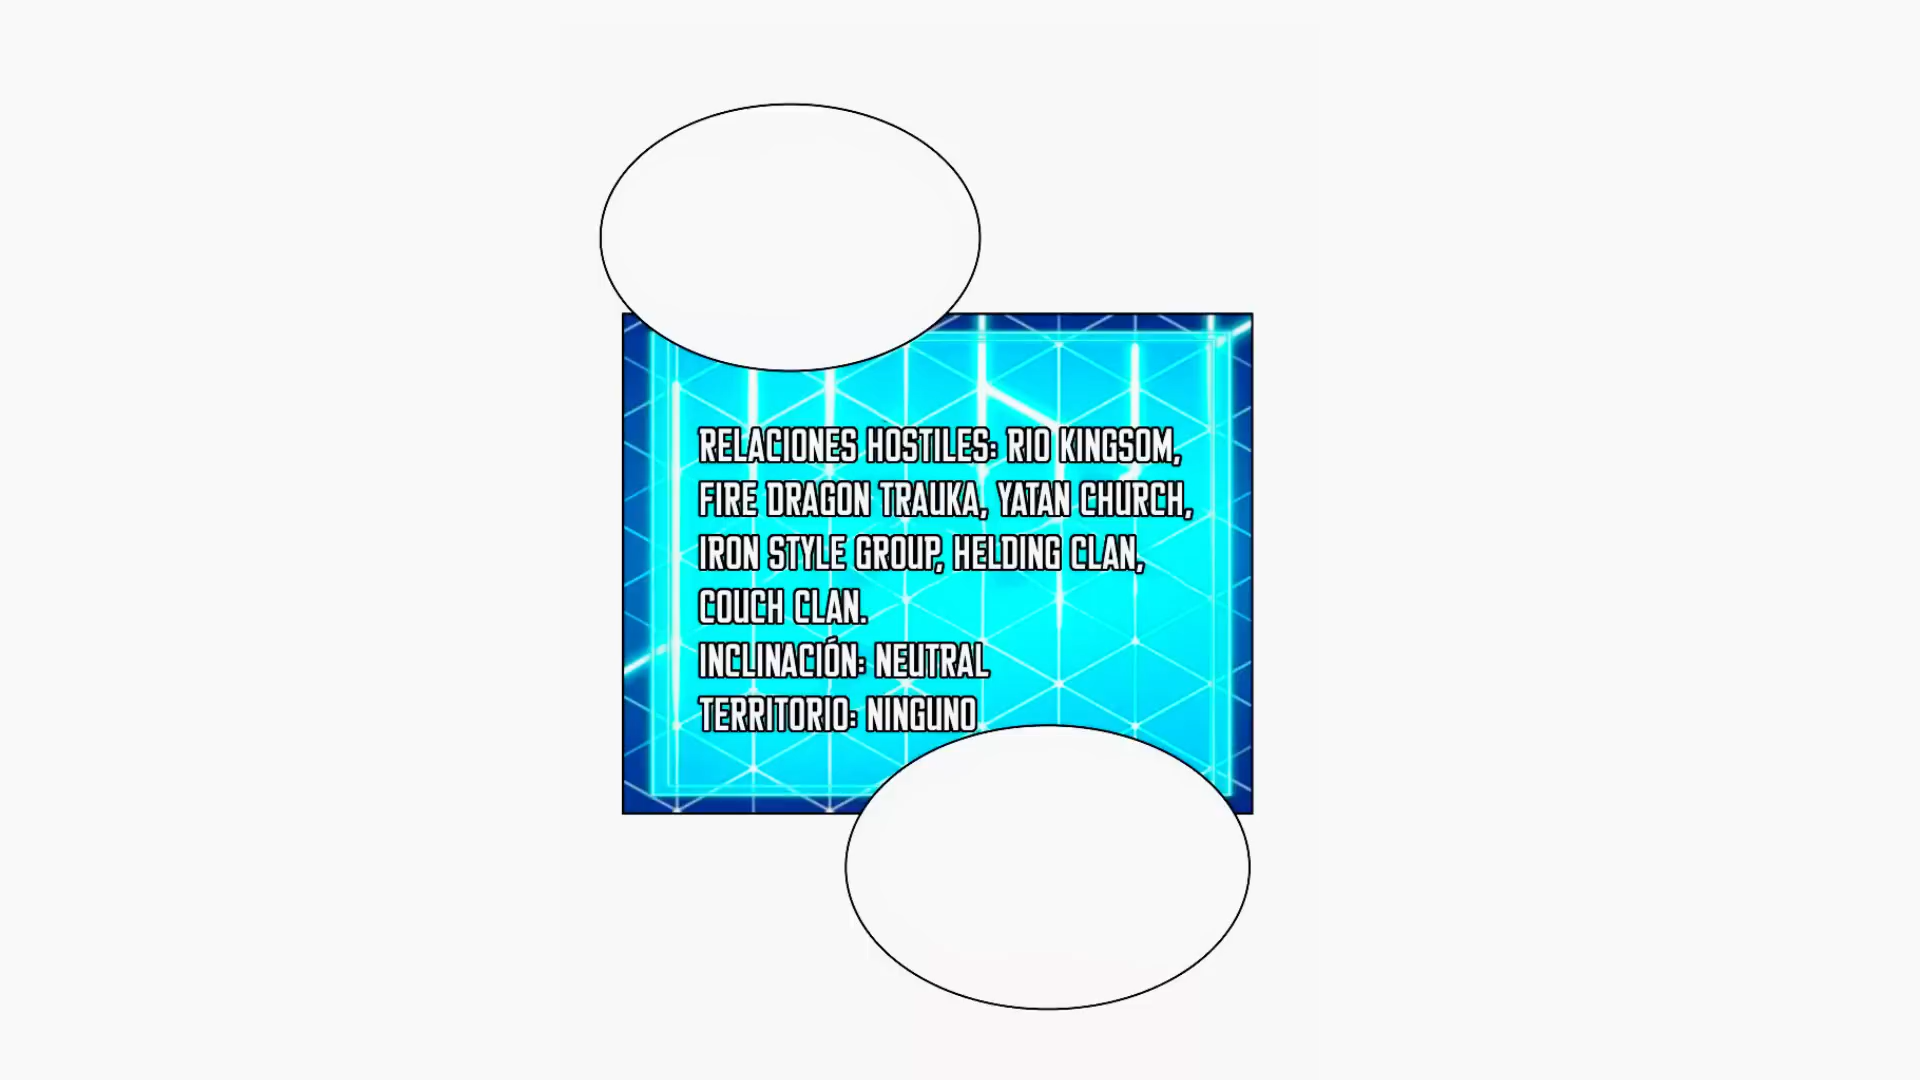 RELACIONES HOSTILES: RIO KINGSOM,
FIRE DRAGON TRAUKA, YATAN CHURCH,
IRON STYLE GROUP, HELDING CLAN,
COUCH CLAN.
INCLINACIÓN: NEUTRAL
TERRITORIO: NINGUNO